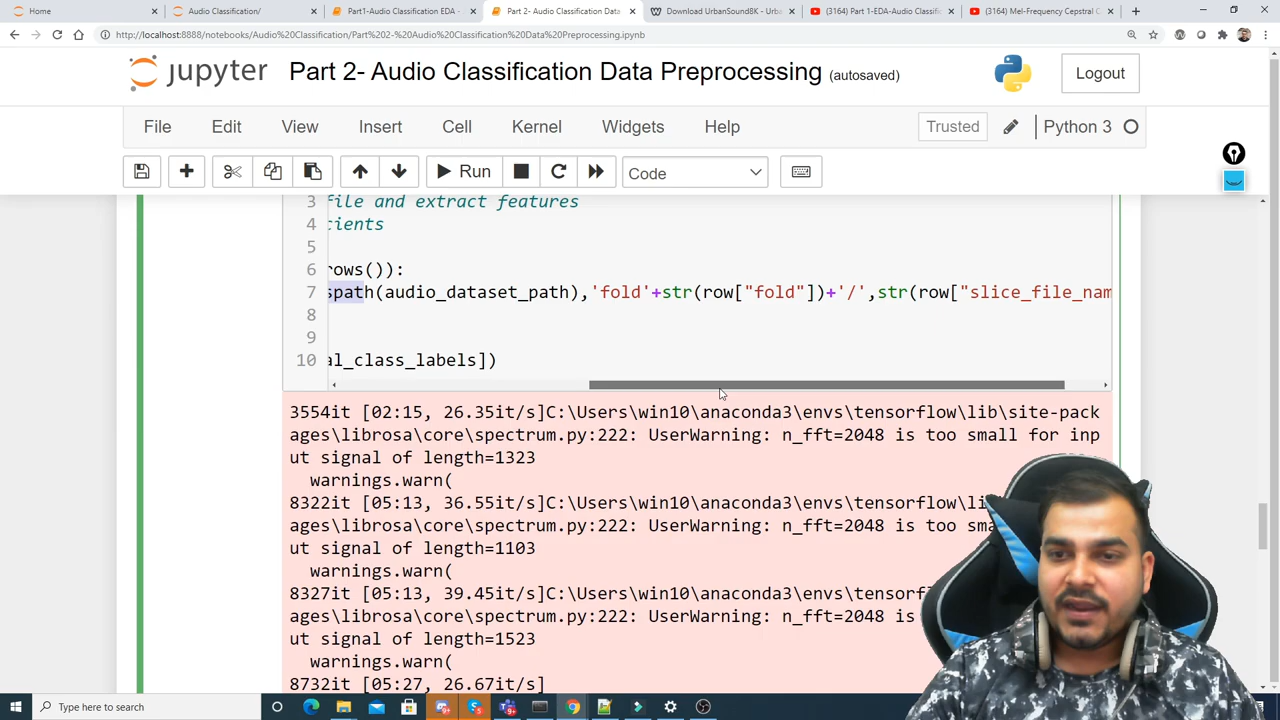 Home
Audio Classification/
Part1-Audio Classification EDA -
Part 2- Audio Classification Data
Download UrbanSound8K - Urba
(3164) Part 1-EDA-Audio Classifi
(3164) Mel-Frequency Cepstral C
http://localhost:8888/notebooks/Audio%20Classification/Part%202-%20Audio%20Classification%20Data%20Preprocessing.ipynb
jupyter Part 2- Audio Classification Data Preprocessing (autosaved)
Logout
File Edit View Insert Cell Kernel Widgets Help
Trusted Python 3
Run Code
3 file and extract features
4 cients
5
6 rows()):
7 spath(audio_dataset_path),'fold'+str(row["fold"])+'/',str(row["slice_file_nam
8
9
10 al_class_labels])
3554it [02:15, 26.35it/s]C:\Users\win10\anaconda3\envs\tensorflow\lib\site-pack
ages\librosa\core\spectrum.py:222: UserWarning: n_fft=2048 is too small for inp
ut signal of length=1323
warnings.warn(
8322it [05:13, 36.55it/s]C:\Users\win10\anaconda3\envs\tensorflow\li
ages\librosa\core\spectrum.py:222: UserWarning: n_fft=2048 is too sma
ut signal of length=1103
warnings.warn(
8327it [05:13, 39.45it/s]C:\Users\win10\anaconda3\envs\tensorf
ages\librosa\core\spectrum.py:222: UserWarning: n_fft=2048 is
ut signal of length=1523
warnings.warn(
8732it [05:27, 26.67it/s]
Type here to search